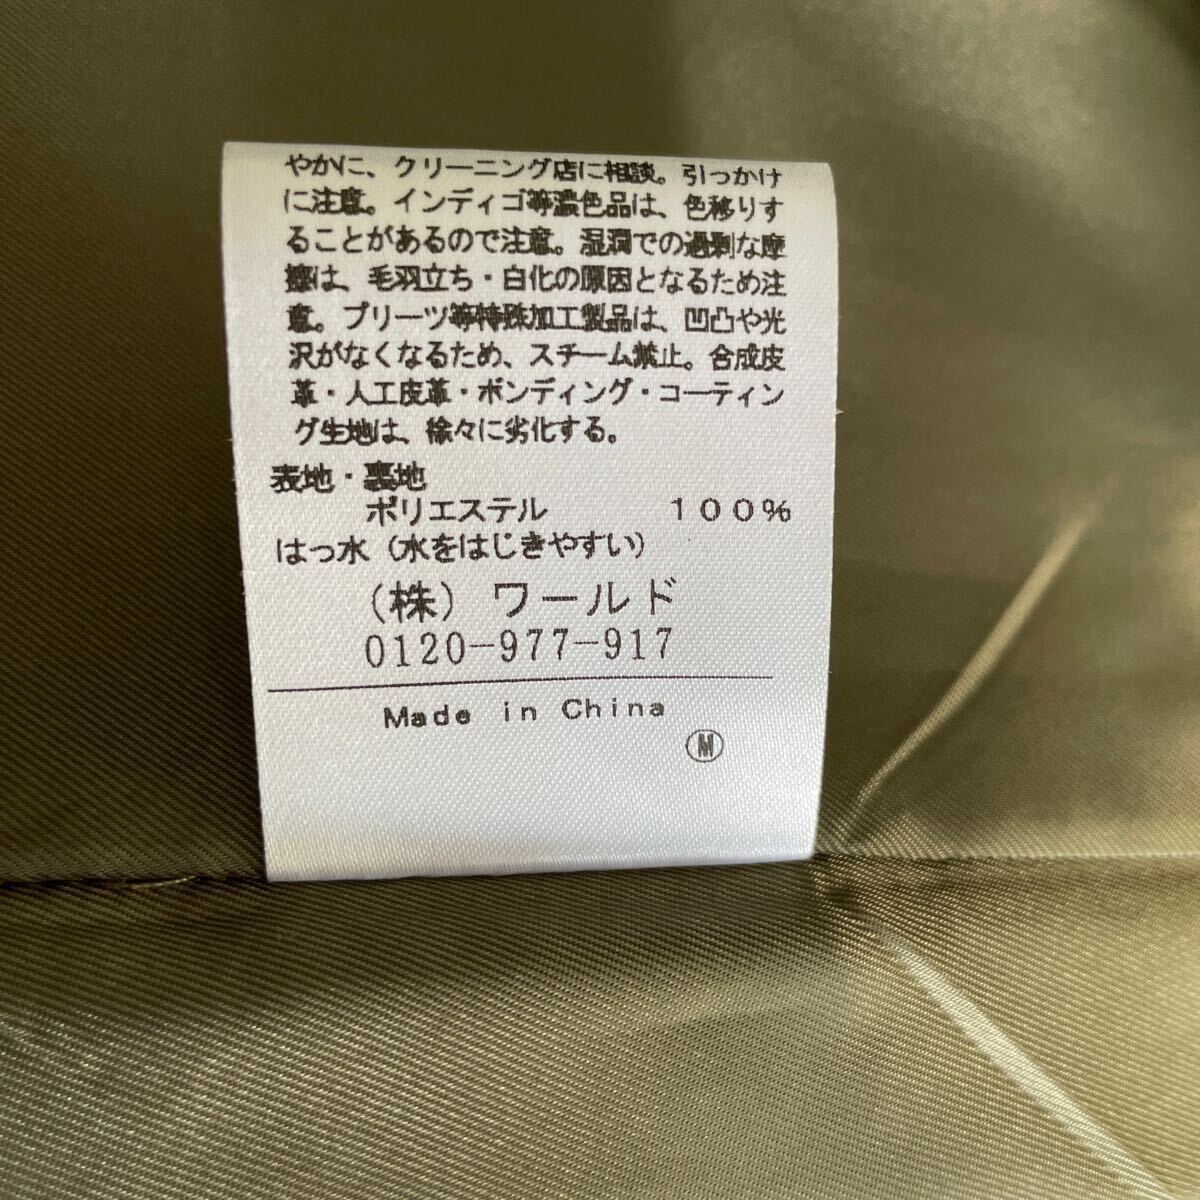 やかに、クリーニング店に相談。引っかけ
に注意。インディゴ等濃色品は、色移りす
ることがあるので注意。湿潤での過剰な摩
擦は、毛羽立ち・白化の原因となるため注
意。プリーツ等特殊加工製品は、凹凸や光
沢がなくなるため、スチーム禁止。合成皮
革・人工皮革・ボンディング・コーティン
グ生地は、徐々に劣化する。
表地・裏地
ポリエステル 100%
はっ水（水をはじきやすい）
（株）ワールド
0120-977-917
Made in China
Ⓜ